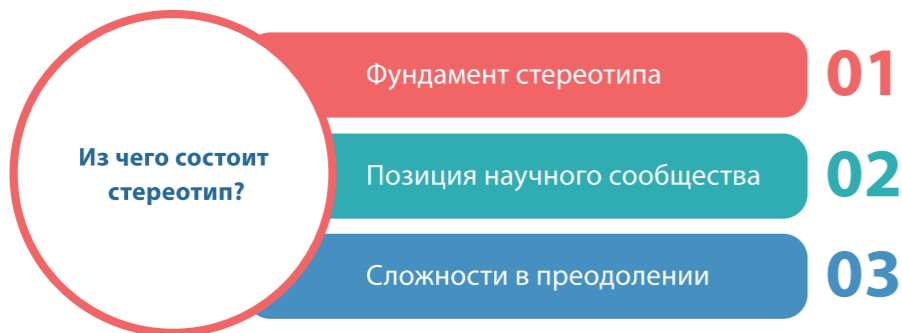 Из чего состоит
стереотип?
Фундамент стереотипа
01
Позиция научного сообщества
02
Сложности в преодолении
03